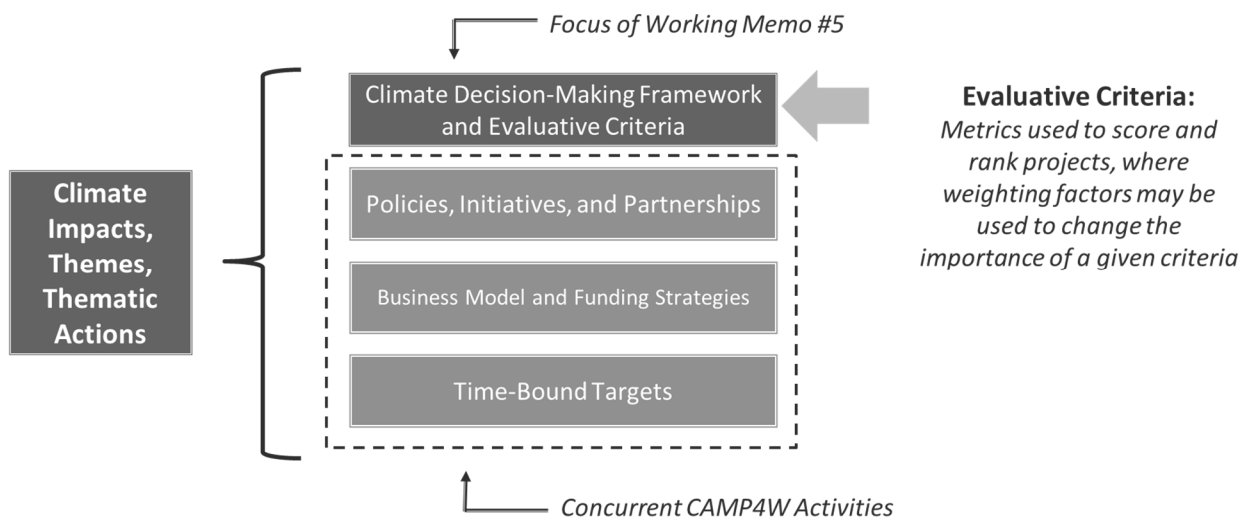 Focus of Working Memo #5
Climate Decision-Making Framework
and Evaluative Criteria
Evaluative Criteria:
Metrics used to score and
rank projects, where
weighting factors may be
used to change the
importance of a given criteria
Climate
Impacts,
Themes,
Thematic
Actions
Policies, Initiatives, and Partnerships
Business Model and Funding Strategies
Time-Bound Targets
Concurrent CAMP4W Activities